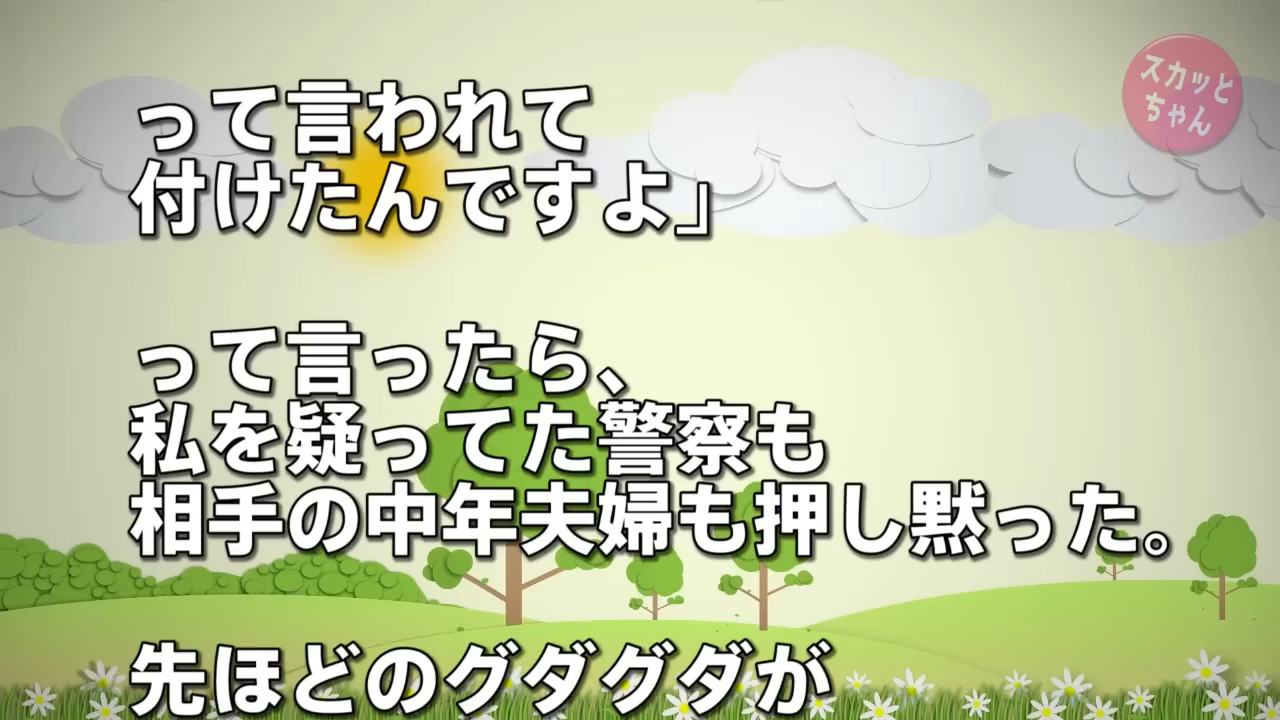 スカッと
ちゃん
って言われて
付けたんですよ」
って言ったら、
私を疑ってた警察も
相手の中年夫婦も押し黙った。
先ほどのグダグダが